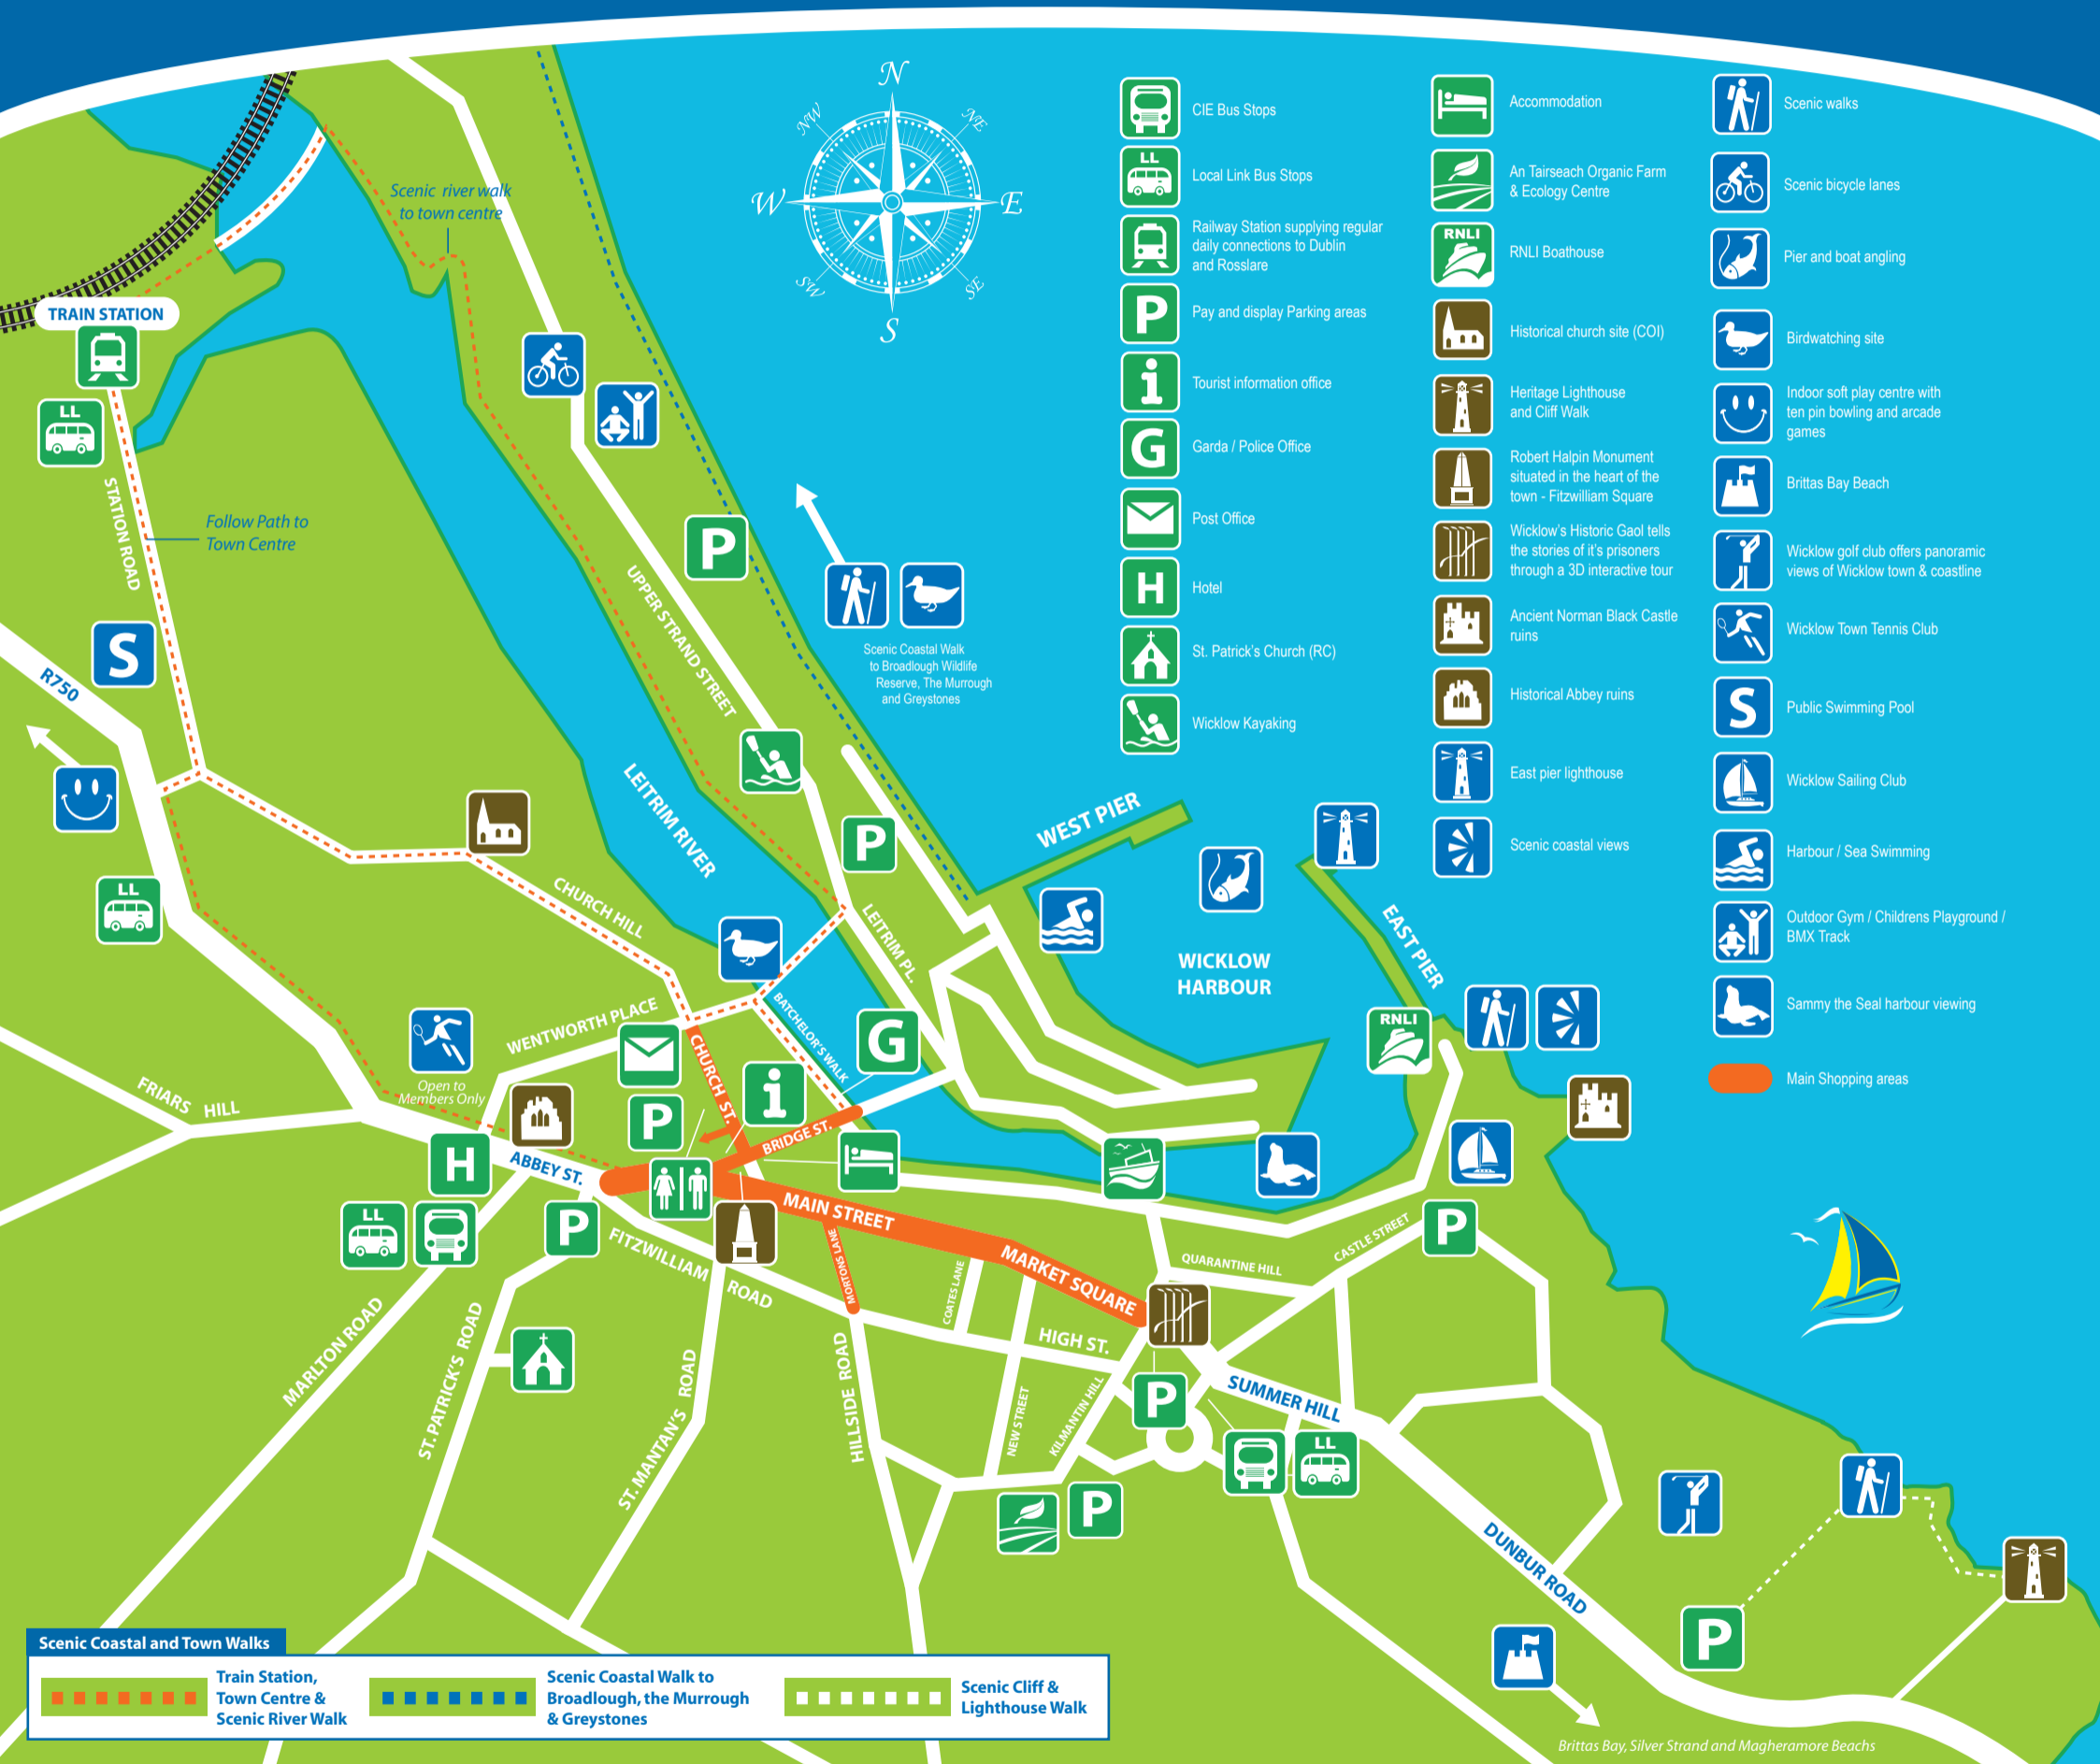 N
NW
NE
W
E
SW
SE
S
CIE Bus Stops
LL
Local Link Bus Stops
Railway Station supplying regular
daily connections to Dublin
and Rosslare
P
Pay and display Parking areas
i
Tourist information office
G
Garda / Police Office
Post Office
H
Hotel
St. Patrick's Church (RC)
Wicklow Kayaking
Accommodation
An Tairseach Organic Farm
& Ecology Centre
RNLI
RNLI Boathouse
Historical church site (COI)
Heritage Lighthouse
and Cliff Walk
Robert Halpin Monument
situated in the heart of the
town - Fitzwilliam Square
Wicklow's Historic Gaol tells
the stories of it's prisoners
through a 3D interactive tour
Ancient Norman Black Castle
ruins
Historical Abbey ruins
East pier lighthouse
Scenic coastal views
Scenic walks
Scenic bicycle lanes
Pier and boat angling
Birdwatching site
Indoor soft play centre with
ten pin bowling and arcade
games
Brittas Bay Beach
Wicklow golf club offers panoramic
views of Wicklow town & coastline
Wicklow Town Tennis Club
S
Public Swimming Pool
Wicklow Sailing Club
Harbour / Sea Swimming
Outdoor Gym / Childrens Playground /
BMX Track
Sammy the Seal harbour viewing
Main Shopping areas
Scenic river walk
to town centre
TRAIN STATION
LL
STATION ROAD
Follow Path to
Town Centre
S
R750
LL
P
UPPER STRAND STREET
Scenic Coastal Walk
to Broadlough Wildlife
Reserve, The Murrough
and Greystones
LEITRIM RIVER
P
LEITRIM PL.
WEST PIER
WICKLOW
HARBOUR
EAST PIER
RNLI
CHURCH HILL
WENTWORTH PLACE
BATCHELOR'S WALK
G
CHURCH ST.
i
P
BRIDGE ST.
Open to
Members Only
FRIARS HILL
H
ABBEY ST.
LL
P
MAIN STREET
MORTONS LANE
FITZWILLIAM ROAD
COATES LANE
MARKET SQUARE
QUARANTINE HILL
CASTLE STREET
P
HIGH ST.
MARLTON ROAD
ST. PATRICK'S ROAD
ST. MANTAN'S ROAD
HILLSIDE ROAD
NEW STREET
KILMANTIN HILL
P
SUMMER HILL
LL
P
DUNBUR ROAD
P
Brittas Bay, Silver Strand and Magheramore Beachs
Scenic Coastal and Town Walks
Train Station,
Town Centre &
Scenic River Walk
Scenic Coastal Walk to
Broadlough, the Murrough
& Greystones
Scenic Cliff &
Lighthouse Walk